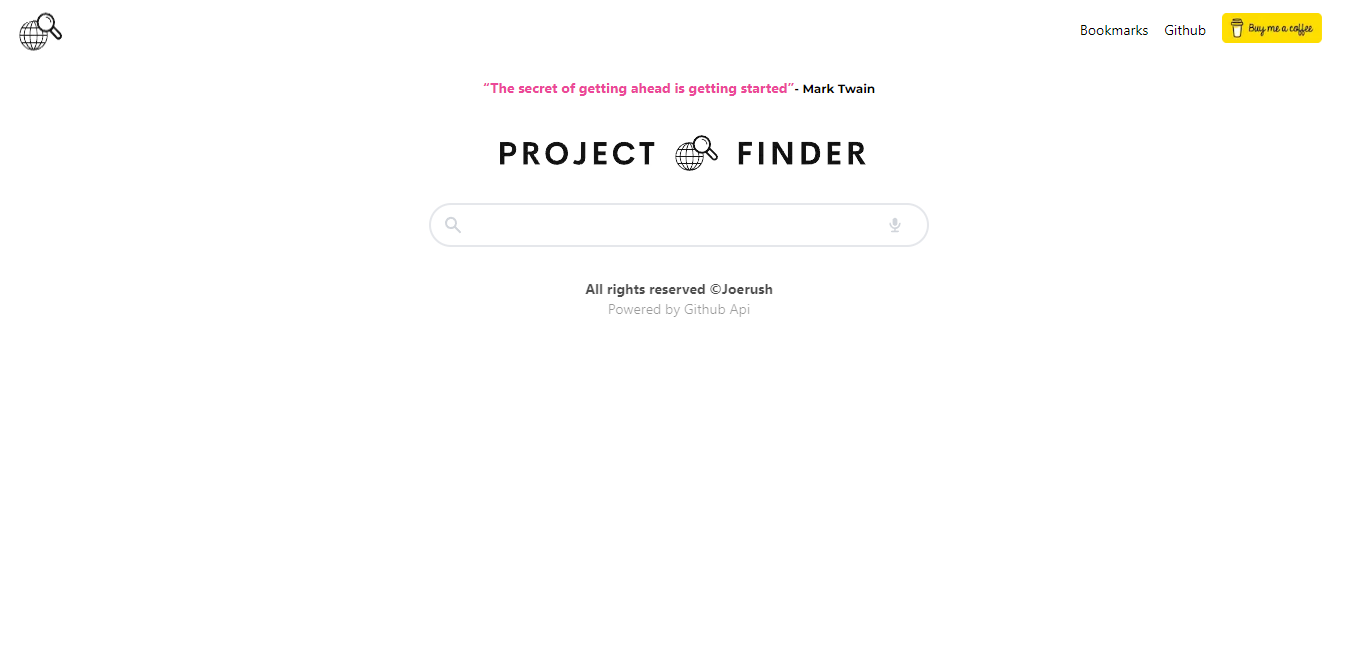 Bookmarks Github Buy me a coffee
“The secret of getting ahead is getting started”- Mark Twain
PROJECT FINDER
All rights reserved ©Joerush
Powered by Github Api